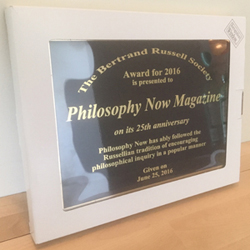 The Bertrand Russell Society
Award for 2016
is presented to
Philosophy Now Magazine
on its 25th anniversary
Philosophy Now has ably followed the
Russellian tradition of encouraging
philosophical inquiry in a popular manner
Given on
June 25, 2016